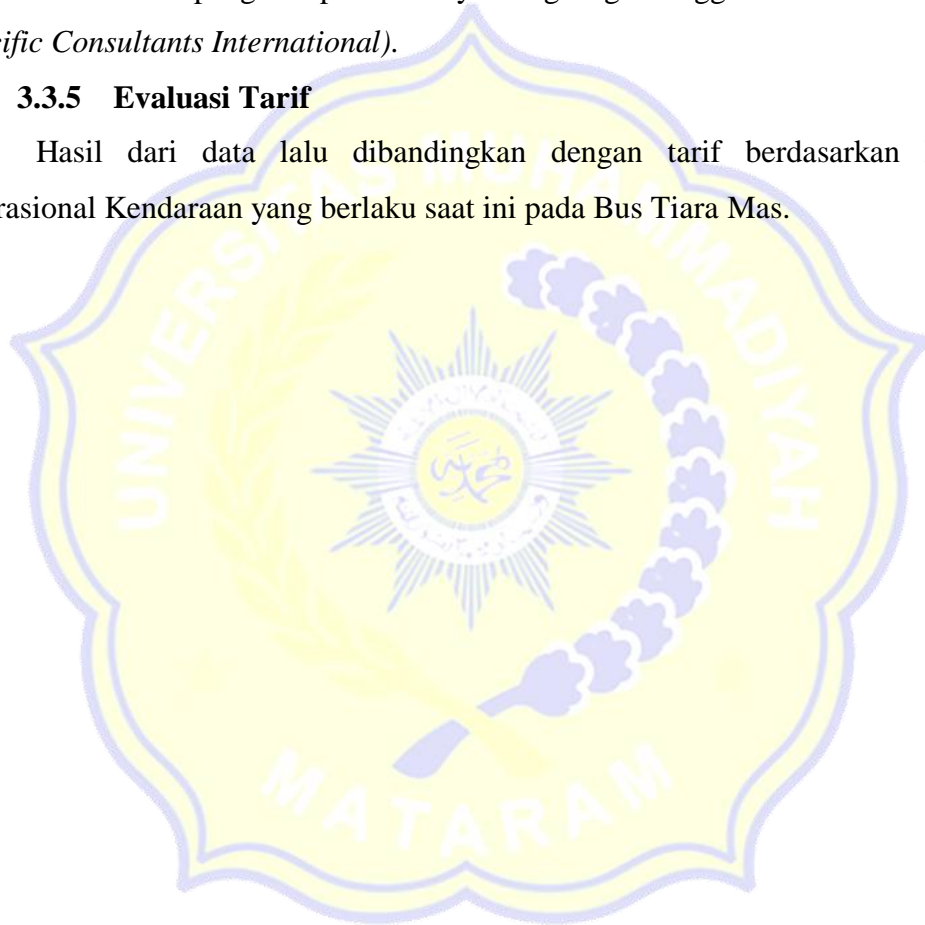 ific Consultants International).
3.3.5 Evaluasi Tarif
Hasil dari data lalu dibandingkan dengan tarif berdasarkan
rasional Kendaraan yang berlaku saat ini pada Bus Tiara Mas.
UNIVERSITAS MUHAMMADIYAH
MATARAM